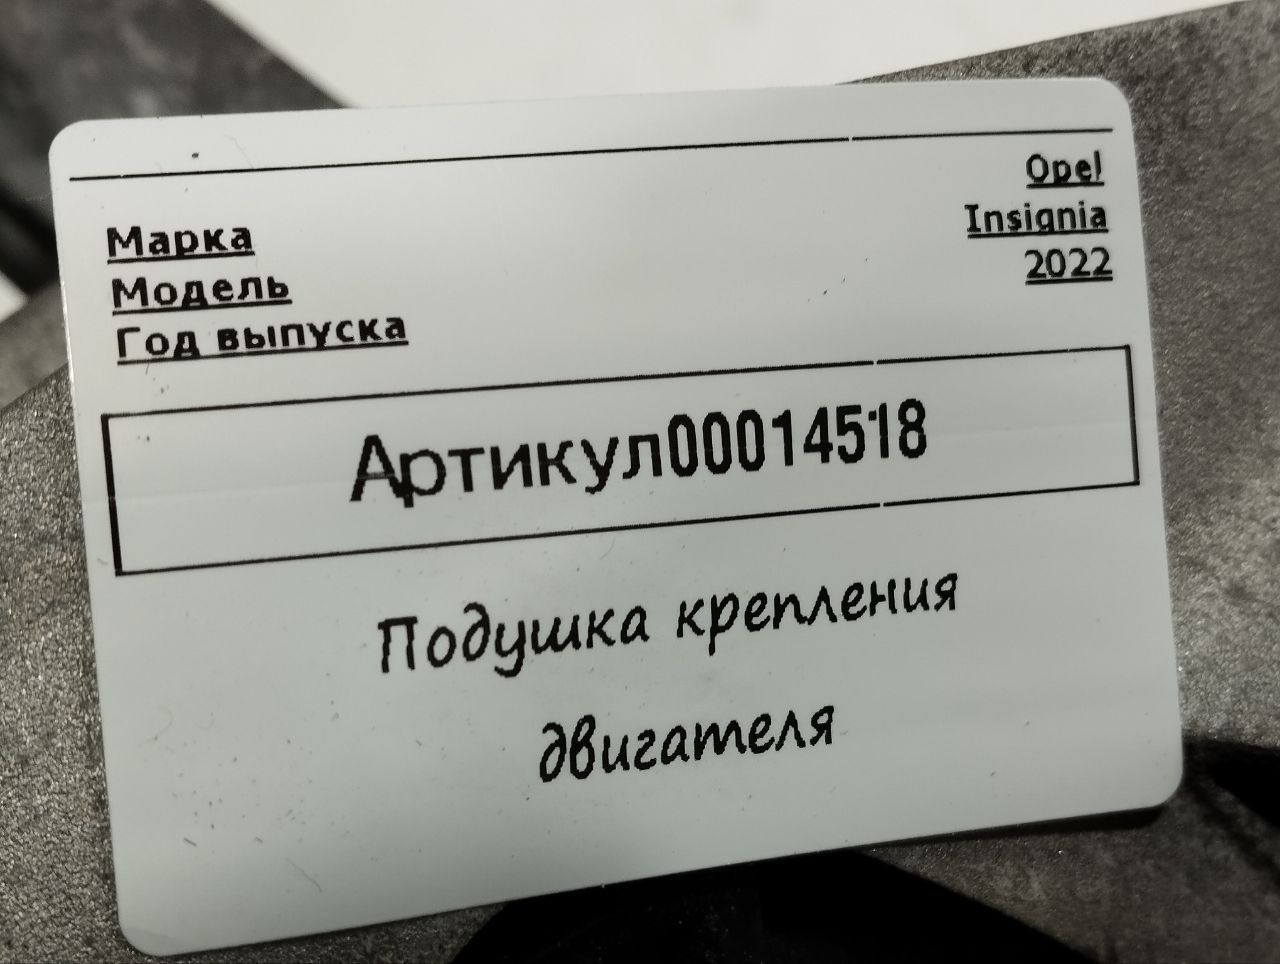 Марка Opel
Модель Insignia
Год выпуска 2022
Артикул00014518
Подушка крепления
двигателя